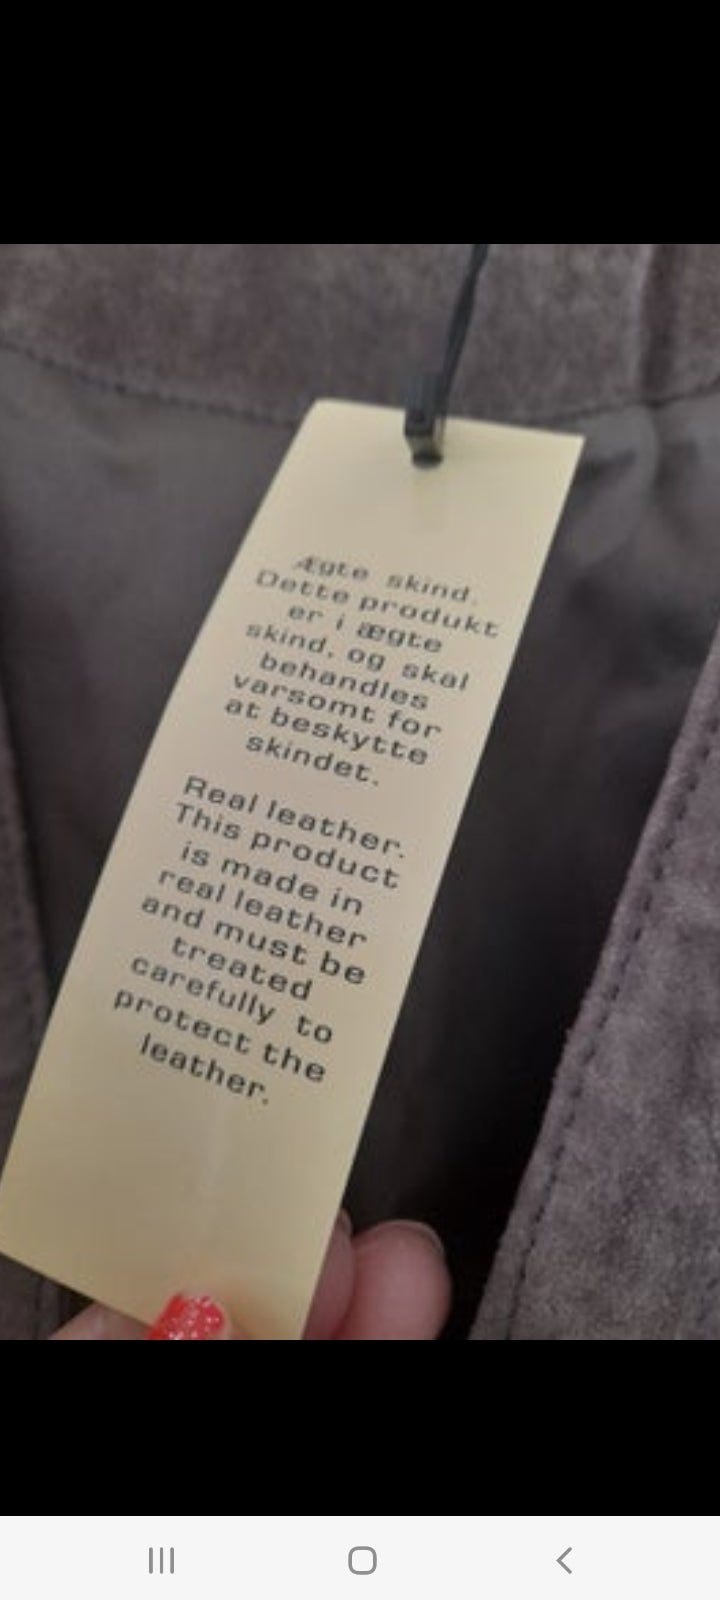 Ægte skind.
Dette produkt
er i ægte
skind, og skal
behandles
varsomt for
at beskytte
skindet.
Real leather.
This product
is made in
real leather
and must be
treated
carefully to
protect the
leather.